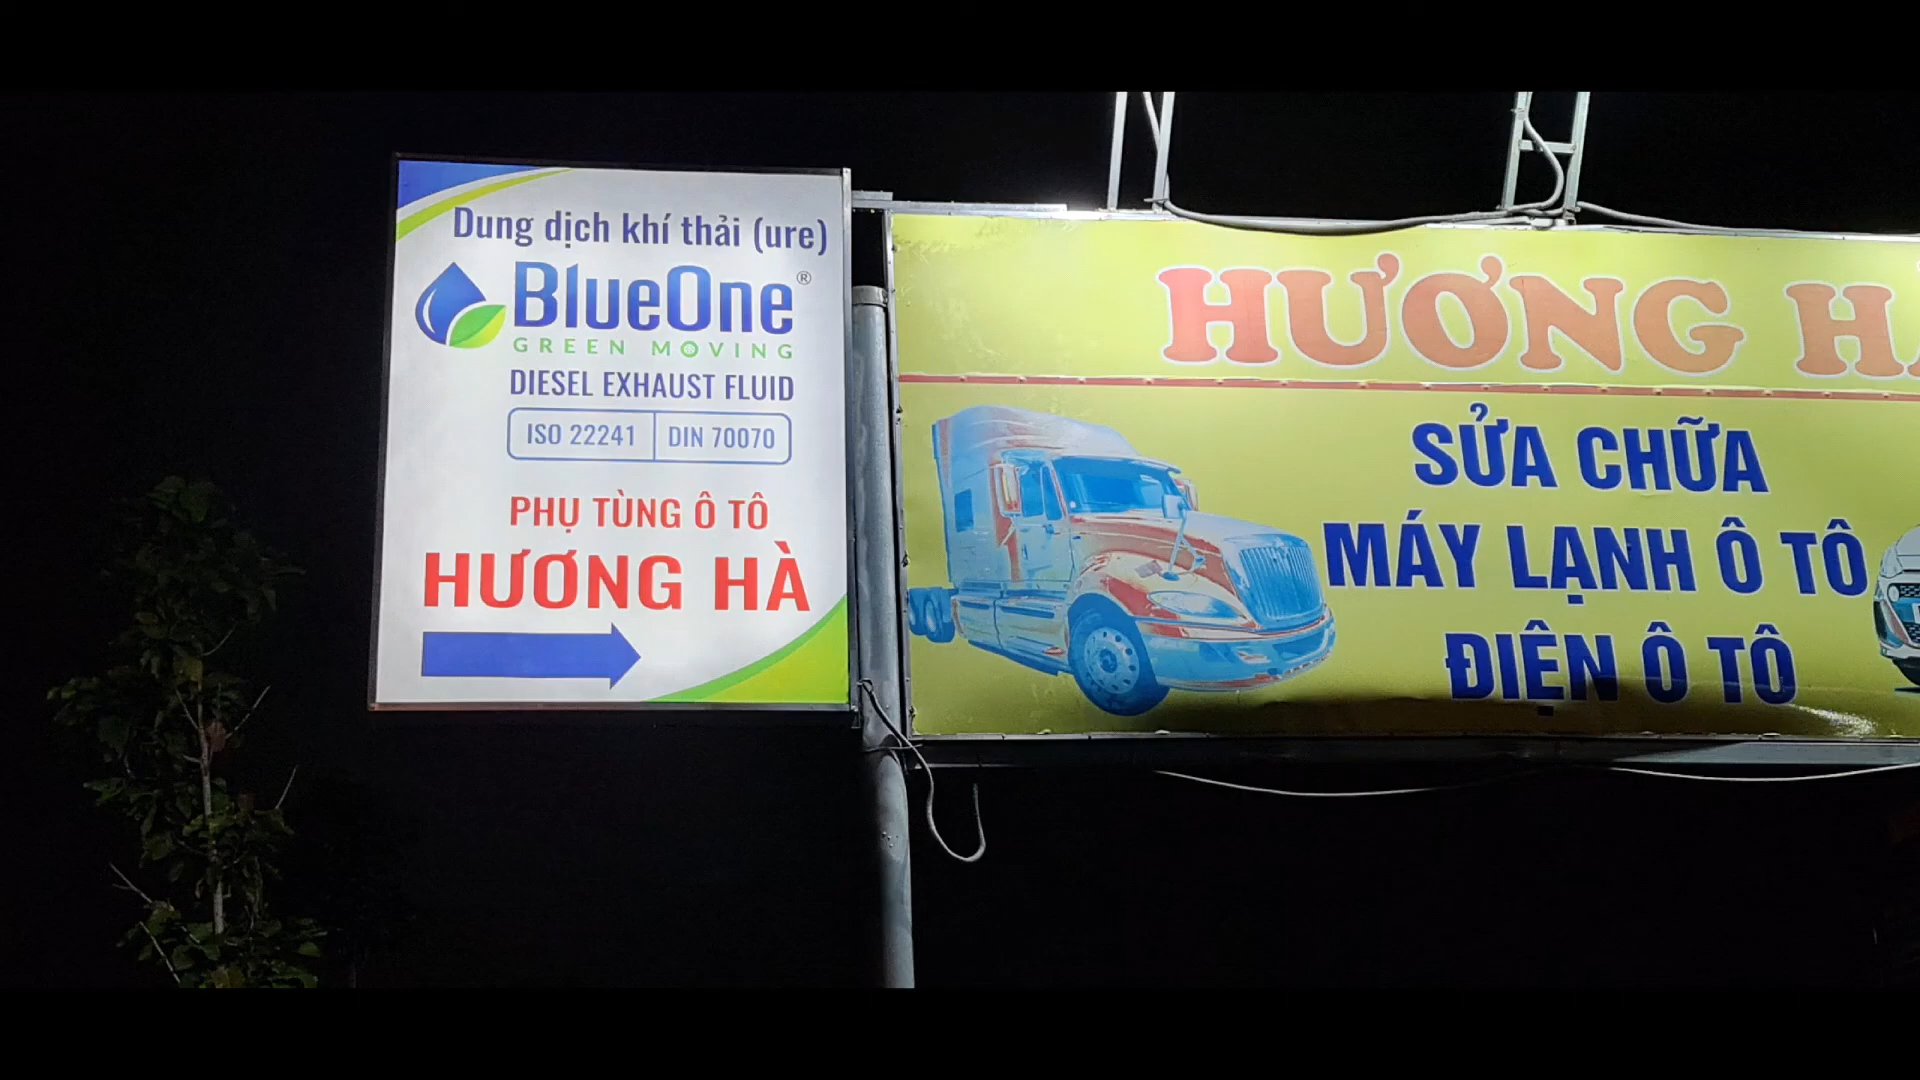 Dung dịch khí thải (ure)
BlueOne®
GREEN MOVING
DIESEL EXHAUST FLUID
ISO 22241 DIN 70070
PHỤ TÙNG Ô TÔ
HƯƠNG HÀ
HƯƠNG
SỬA CHỮA
MÁY LẠNH Ô TÔ
ĐIỆN Ô TÔ